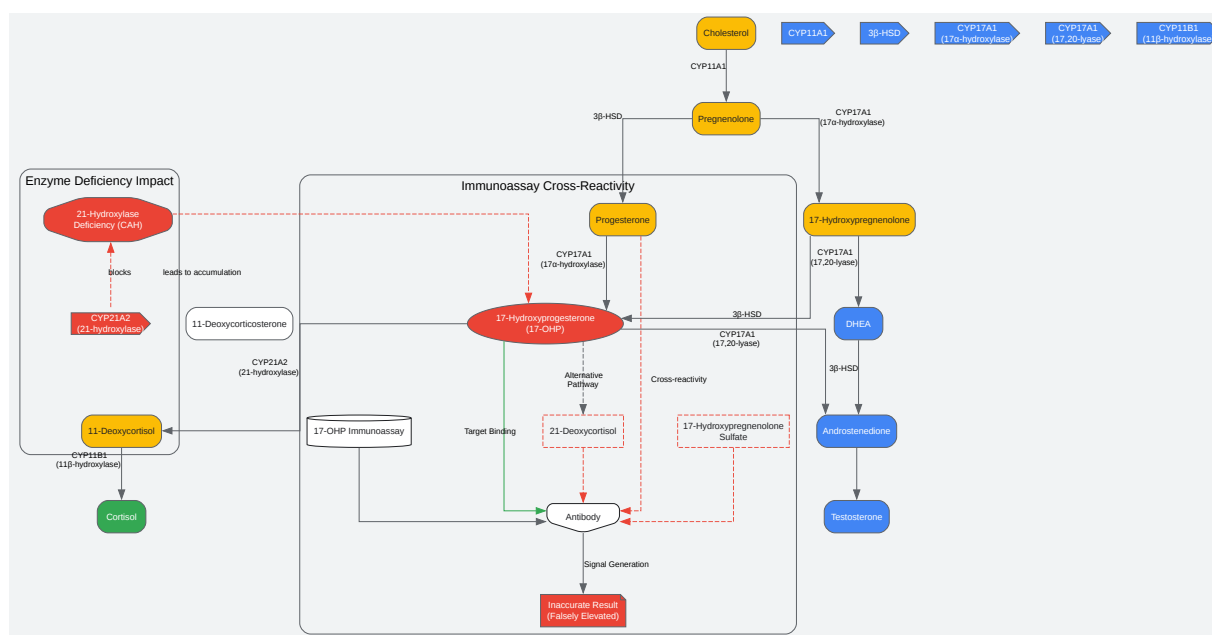 Cholesterol
CYP11A1
3β-HSD
CYP17A1
(17α-hydroxylase)
CYP17A1
(17,20-lyase)
CYP11B1
(11β-hydroxylase
CYP11A1
Pregnenolone
3β-HSD
CYP17A1
(17α-hydroxylase)
Enzyme Deficiency Impact
Immunoassay Cross-Reactivity
21-Hydroxylase
Deficiency (CAH)
Progesterone
17-Hydroxypregnenolone
CYP17A1
(17α-hydroxylase)
CYP17A1
(17,20-lyase)
blocks
leads to accumulation
CYP21A2
(21-hydroxylase)
11-Deoxycorticosterone
17-Hydroxyprogesterone
(17-OHP)
3β-HSD
DHEA
CYP17A1
(17,20-lyase)
CYP21A2
(21-hydroxylase)
Alternative
Pathway
Cross-reactivity
3β-HSD
11-Deoxycortisol
17-OHP Immunoassay
Target Binding
21-Deoxycortisol
17-Hydroxypregnenolone
Sulfate
Androstenedione
CYP11B1
(11β-hydroxylase)
Cortisol
Antibody
Testosterone
Signal Generation
Inaccurate Result
(Falsely Elevated)